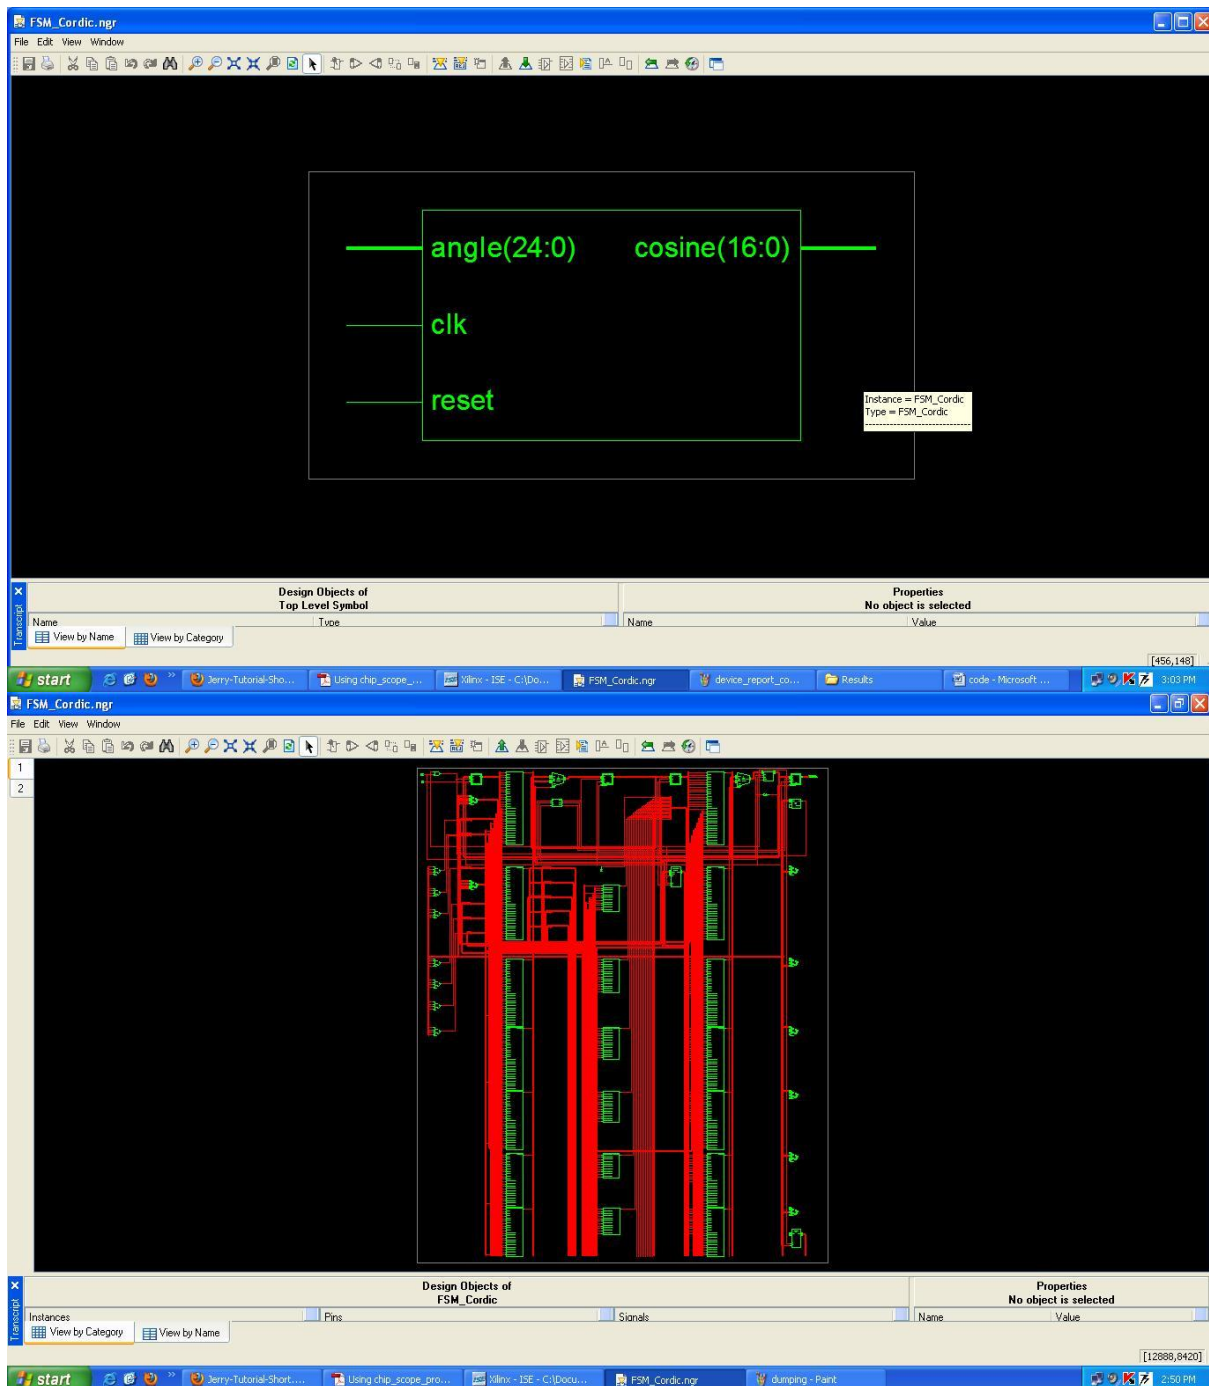 FSM_Cordic.ngr
File Edit View Window
angle(24:0) cosine(16:0)
clk
reset
Instance = FSM_Cordic
Type = FSM_Cordic
Design Objects of
Top Level Symbol
Properties
No object is selected
Name Type Name Value
View by Name View by Category
Transcript
[456,148]
start Jerry-Tutorial-Sho... Using chip_scope_... Xilinx - ISE - C:\Do... FSM_Cordic.ngr device_report_co... Results code - Microsoft ... 3:03 PM
FSM_Cordic.ngr
File Edit View Window
1
2
Design Objects of
FSM_Cordic
Properties
No object is selected
Instances Pins Signals Name Value
View by Category View by Name
Transcript
[12888,8420]
start Jerry-Tutorial-Short.... Using chip_scope_pro... Xilinx - ISE - C:\Docu... FSM_Cordic.ngr dumping - Paint 2:50 PM